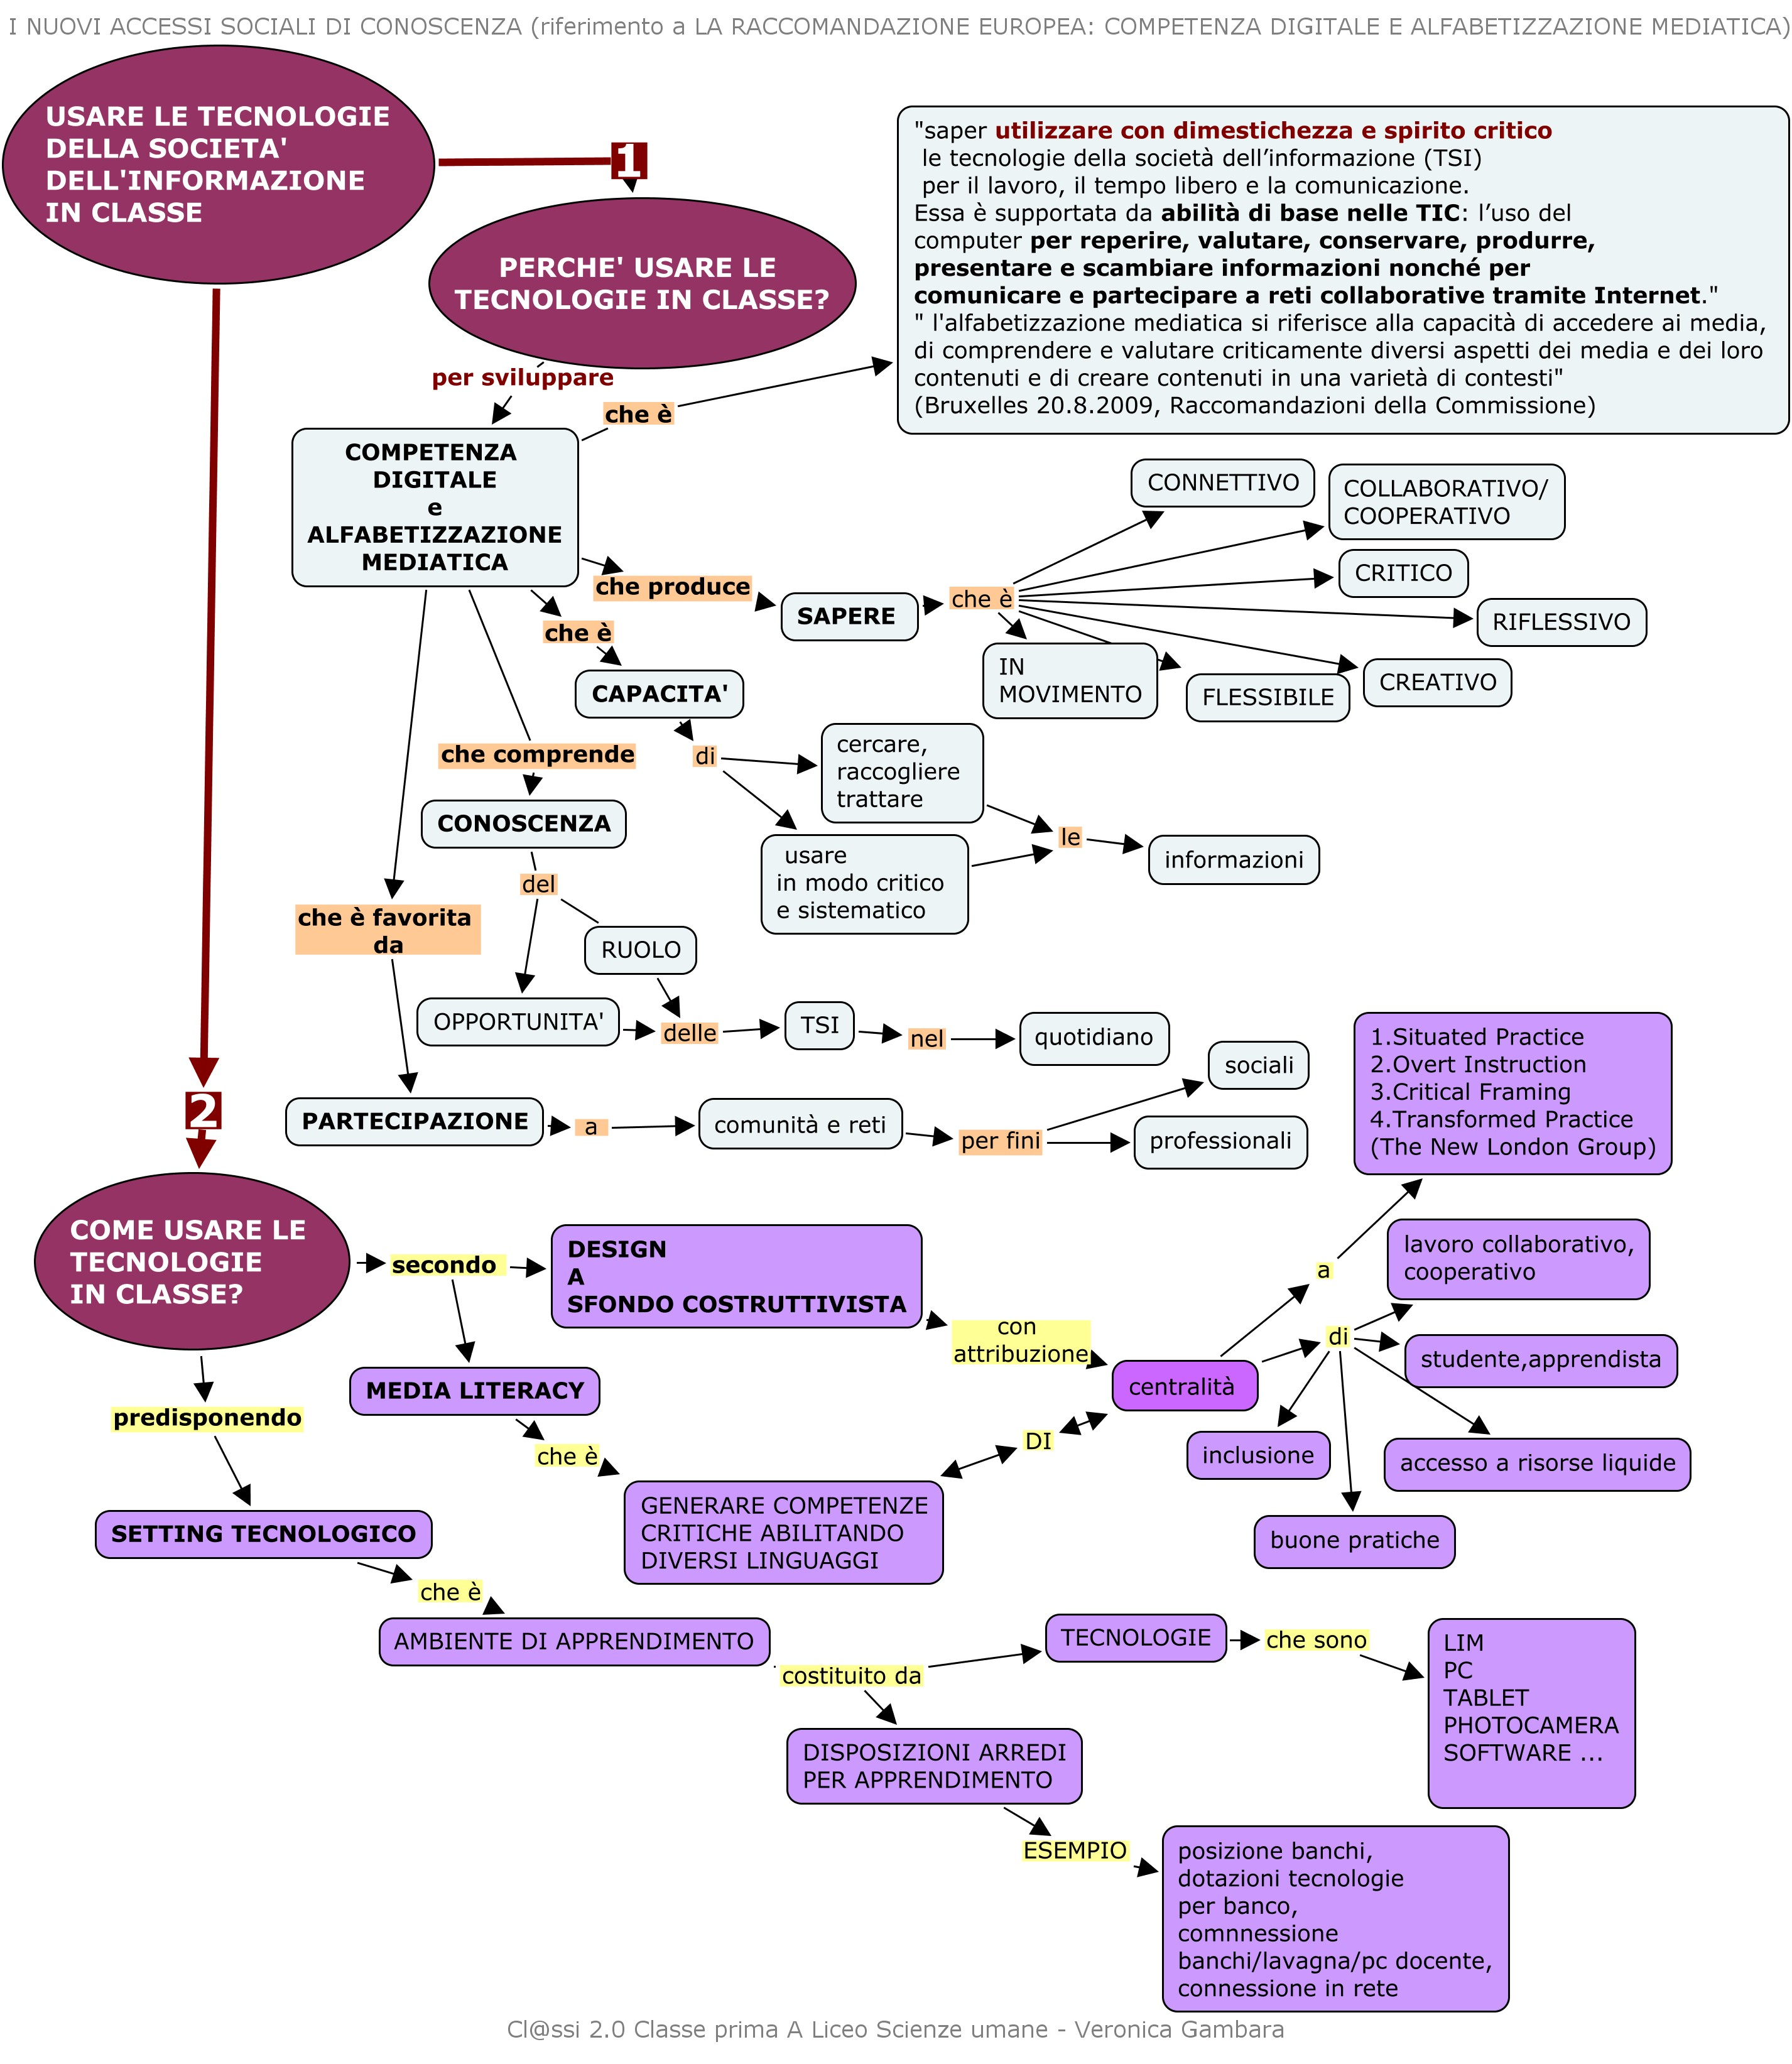 I NUOVI ACCESSI SOCIALI DI CONOSCENZA (riferimento a LA RACCOMANDAZIONE EUROPEA: COMPETENZA DIGITALE E ALFABETIZZAZIONE MEDIATICA)
USARE LE TECNOLOGIE
DELLA SOCIETA'
DELL'INFORMAZIONE
IN CLASSE
1
PERCHE' USARE LE
TECNOLOGIE IN CLASSE?
"saper utilizzare con dimestichezza e spirito critico
le tecnologie della società dell’informazione (TSI)
per il lavoro, il tempo libero e la comunicazione.
Essa è supportata da abilità di base nelle TIC: l’uso del
computer per reperire, valutare, conservare, produrre,
presentare e scambiare informazioni nonché per
comunicare e partecipare a reti collaborative tramite Internet."
" l'alfabetizzazione mediatica si riferisce alla capacità di accedere ai media,
di comprendere e valutare criticamente diversi aspetti dei media e dei loro
contenuti e di creare contenuti in una varietà di contesti"
(Bruxelles 20.8.2009, Raccomandazioni della Commissione)
per sviluppare
che è
COMPETENZA
DIGITALE
e
ALFABETIZZAZIONE
MEDIATICA
che produce
SAPERE
che è
CONNETTIVO
COLLABORATIVO/
COOPERATIVO
CRITICO
RIFLESSIVO
CREATIVO
FLESSIBILE
IN
MOVIMENTO
che è
CAPACITA'
di
cercare,
raccogliere
trattare
usare
in modo critico
e sistematico
le
informazioni
che comprende
CONOSCENZA
del
RUOLO
OPPORTUNITA'
delle
TSI
nel
quotidiano
che è favorita
da
PARTECIPAZIONE
a
comunità e reti
per fini
sociali
professionali
2
COME USARE LE
TECNOLOGIE
IN CLASSE?
secondo
DESIGN
A
SFONDO COSTRUTTIVISTA
con
attribuzione
centralità
a
1.Situated Practice
2.Overt Instruction
3.Critical Framing
4.Transformed Practice
(The New London Group)
di
lavoro collaborativo,
cooperativo
studente,apprendista
accesso a risorse liquide
buone pratiche
inclusione
MEDIA LITERACY
che è
GENERARE COMPETENZE
CRITICHE ABILITANDO
DIVERSI LINGUAGGI
DI
predisponendo
SETTING TECNOLOGICO
che è
AMBIENTE DI APPRENDIMENTO
costituito da
TECNOLOGIE
che sono
LIM
PC
TABLET
PHOTOCAMERA
SOFTWARE ...
DISPOSIZIONI ARREDI
PER APPRENDIMENTO
ESEMPIO
posizione banchi,
dotazioni tecnologie
per banco,
comnnessione
banchi/lavagna/pc docente,
connessione in rete
Cl@ssi 2.0 Classe prima A Liceo Scienze umane - Veronica Gambara